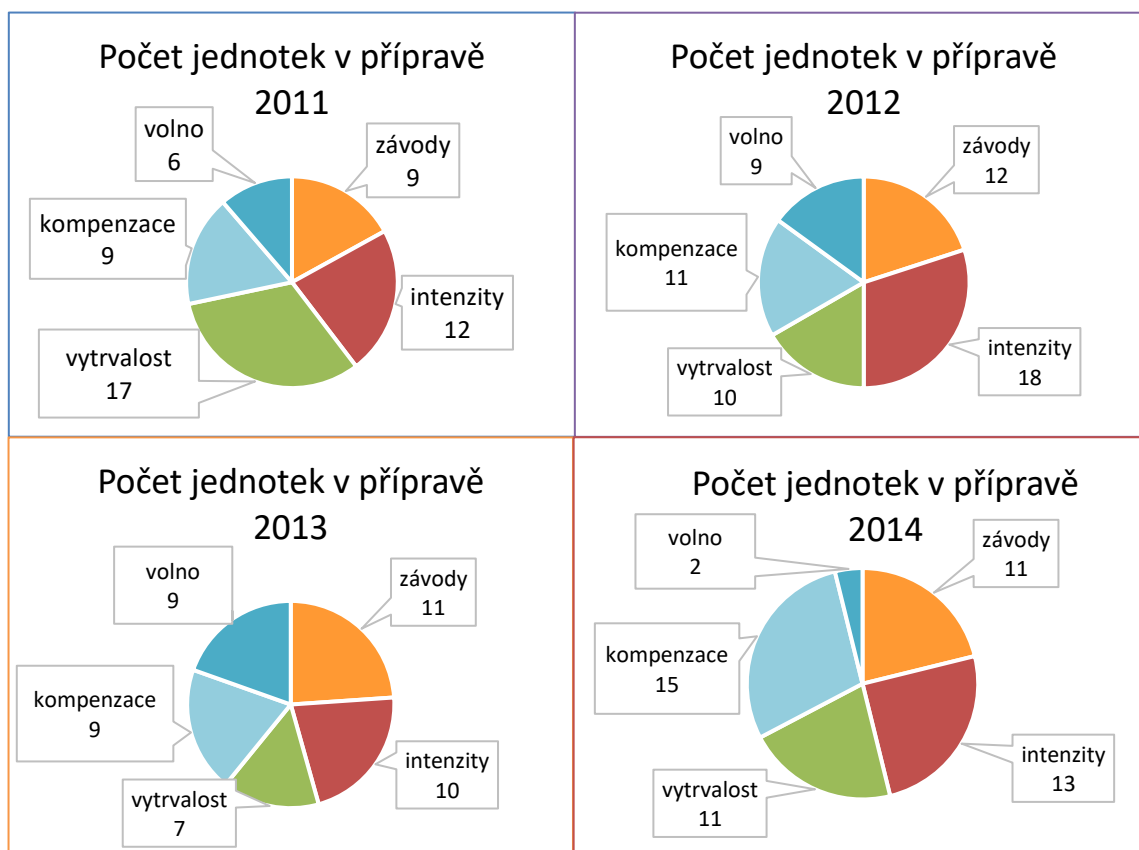 Počet jednotek v přípravě
2011
volno
6
závody
9
kompenzace
9
intenzity
12
vytrvalost
17
Počet jednotek v přípravě
2012
volno
9
závody
12
kompenzace
11
intenzity
18
vytrvalost
10
Počet jednotek v přípravě
2013
volno
9
závody
11
kompenzace
9
intenzity
10
vytrvalost
7
Počet jednotek v přípravě
2014
volno
2
závody
11
kompenzace
15
intenzity
13
vytrvalost
11